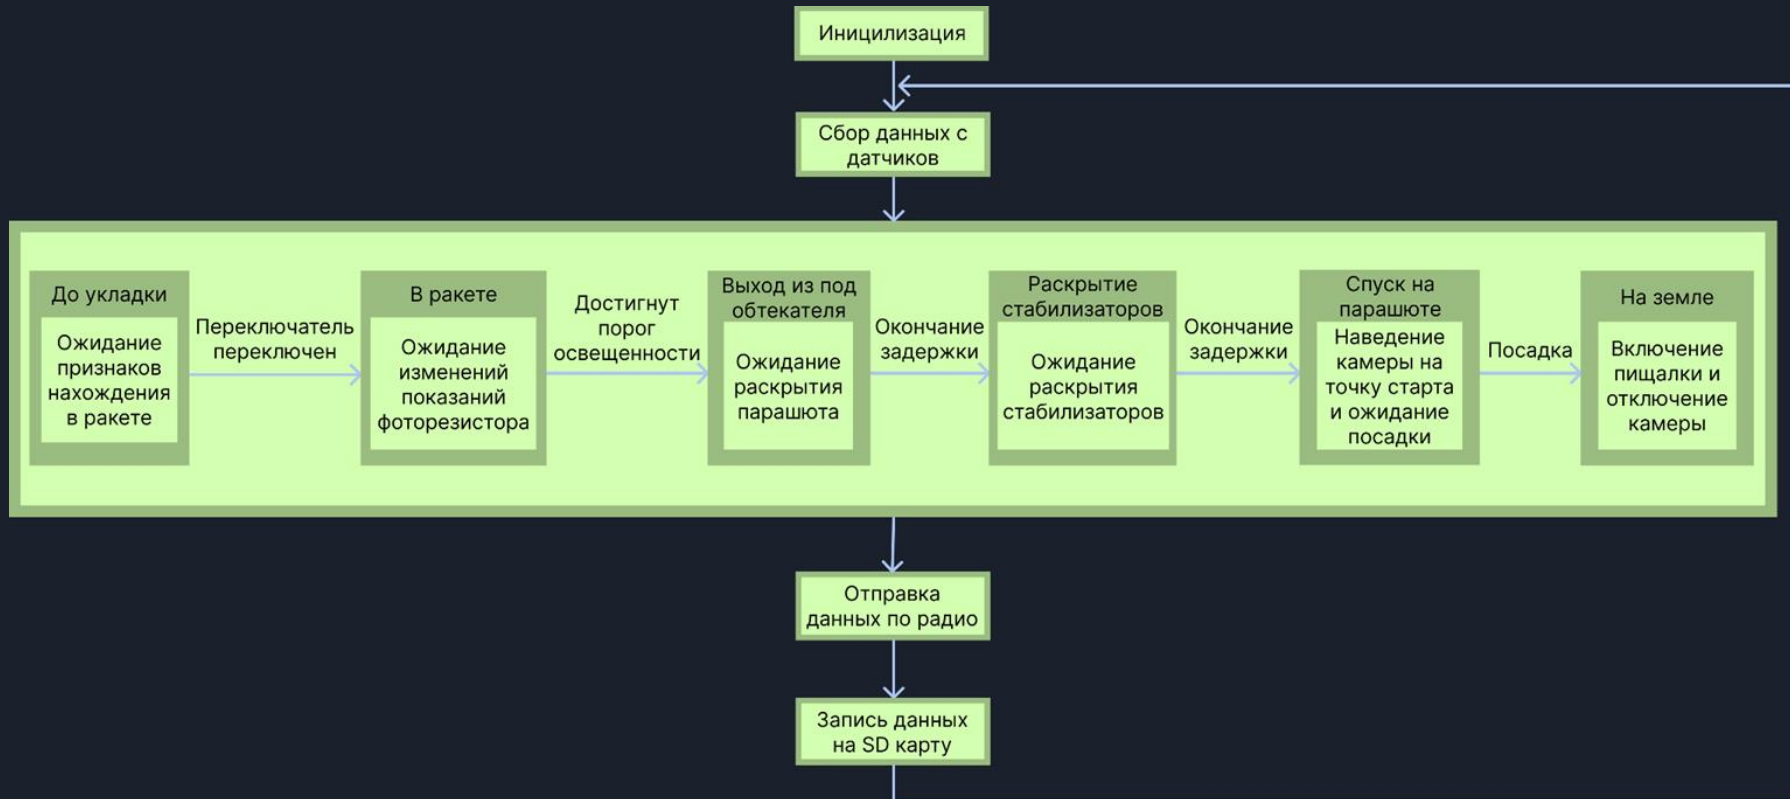 Иницилизация
Сбор данных с
датчиков
До укладки
Ожидание
признаков
нахождения
в ракете
Переключатель
переключен
В ракете
Ожидание
изменений
показаний
фоторезистора
Достигнут
порог
освещенности
Выход из под
обтекателя
Ожидание
раскрытия
парашюта
Окончание
задержки
Раскрытие
стабилизаторов
Ожидание
раскрытия
стабилизаторов
Окончание
задержки
Спуск на
парашюте
Наведение
камеры на
точку старта
и ожидание
посадки
Посадка
На земле
Включение
пищалки и
отключение
камеры
Отправка
данных по радио
Запись данных
на SD карту